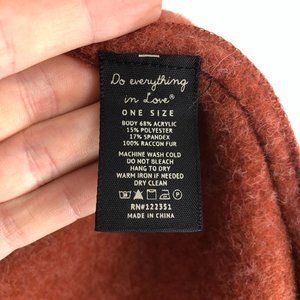 Do everything
in Love®
ONE SIZE
BODY 68% ACRYLIC
15% POLYESTER
17% SPANDEX
100% RACCON FUR
MACHINE WASH COLD
DO NOT BLEACH
HANG TO DRY
WARM IRON IF NEEDED
DRY CLEAN
P
RN#122351
MADE IN CHINA